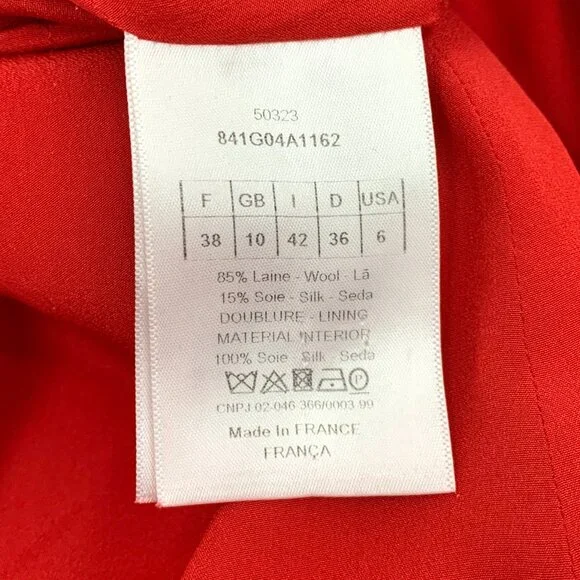 50323
841G04A1162
F GB I D USA
38 10 42 36 6
85% Laine - Wool - Lã
15% Soie - Silk - Seda
DOUBLURE - LINING
MATERIAL INTERIOR
100% Soie - Silk - Seda
CNPJ 02-046 366/0003 99
Made In FRANCE
FRANÇA